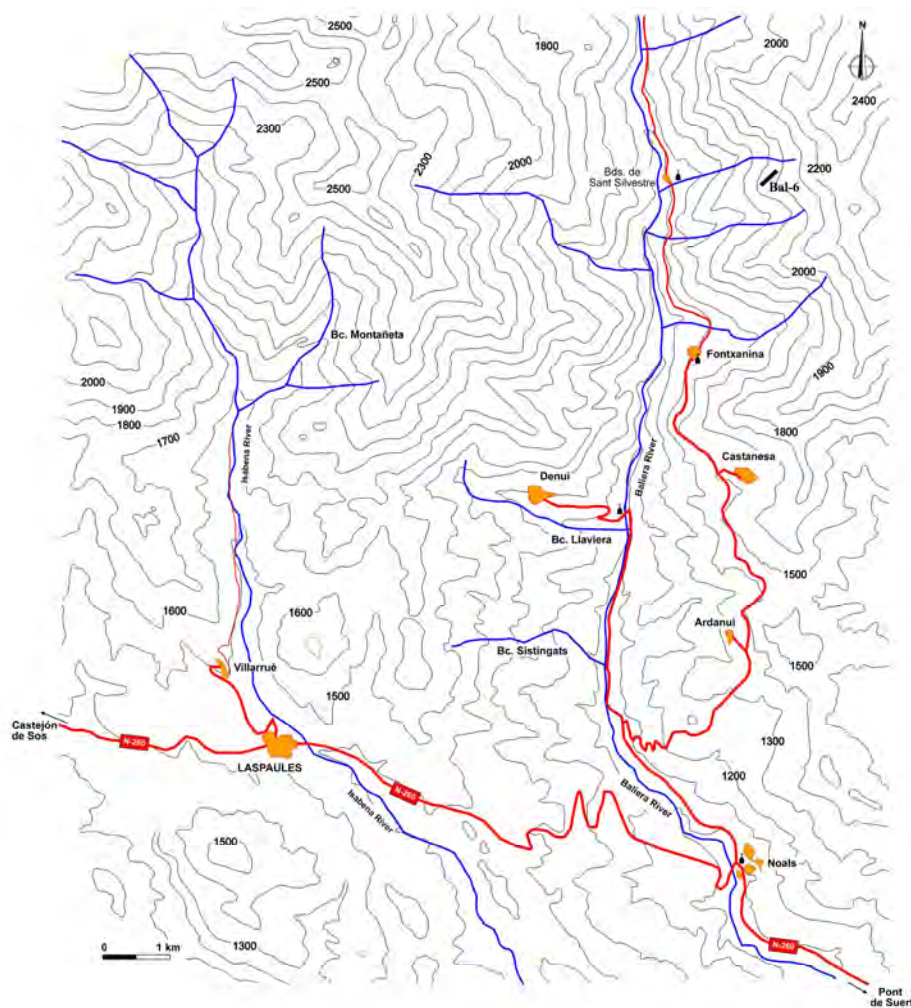 2500
2500
1800
2000
N
2500
2400
2300
2300
2000
Bds. de
Sant Silvestre
2200
Bal-6
2500
2000
Bc. Montañeta
Fontxanina
2000
1900
1900
1800
1700
1800
Isabena River
Baliera River
Castanesa
Denui
Bc. Llaviera
1500
1600
1600
Ardanui
Bc. Sistingats
Villarrué
1500
1500
Castejón
de Sos
N-260
1300
LASPAULES
1200
N-260
Baliera River
Isabena River
1500
Noals
1300
0 1 km
N-260
Pont
de Suert